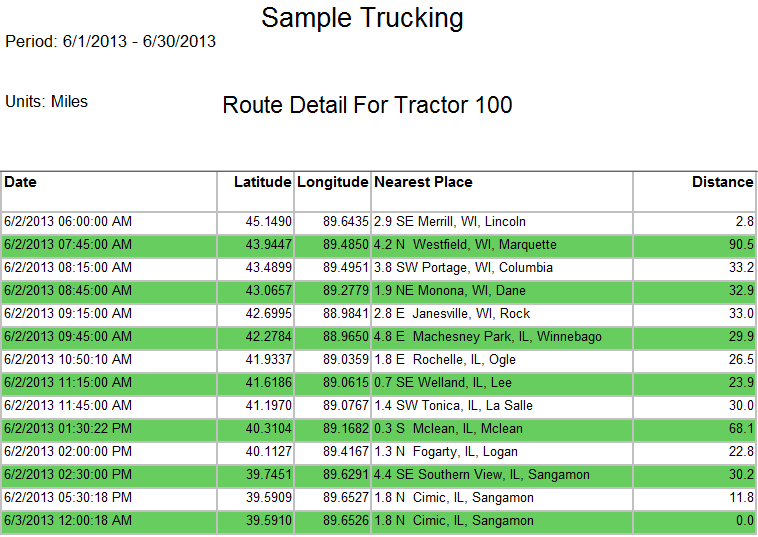 Sample Trucking
Period: 6/1/2013 - 6/30/2013
Units: Miles
Route Detail For Tractor 100
Date Latitude Longitude Nearest Place Distance
6/2/2013 06:00:00 AM 45.1490 89.6435 2.9 SE Merrill, WI, Lincoln 2.8
6/2/2013 07:45:00 AM 43.9447 89.4850 4.2 N Westfield, WI, Marquette 90.5
6/2/2013 08:15:00 AM 43.4899 89.4951 3.8 SW Portage, WI, Columbia 33.2
6/2/2013 08:45:00 AM 43.0657 89.2779 1.9 NE Monona, WI, Dane 32.9
6/2/2013 09:15:00 AM 42.6995 88.9841 2.8 E Janesville, WI, Rock 33.0
6/2/2013 09:45:00 AM 42.2784 88.9650 4.8 E Machesney Park, IL, Winnebago 29.9
6/2/2013 10:50:10 AM 41.9337 89.0359 1.8 E Rochelle, IL, Ogle 26.5
6/2/2013 11:15:00 AM 41.6186 89.0615 0.7 SE Welland, IL, Lee 23.9
6/2/2013 11:45:00 AM 41.1970 89.0767 1.4 SW Tonica, IL, La Salle 30.0
6/2/2013 01:30:22 PM 40.3104 89.1682 0.3 S Mclean, IL, Mclean 68.1
6/2/2013 02:00:00 PM 40.1127 89.4167 1.3 N Fogarty, IL, Logan 22.8
6/2/2013 02:30:00 PM 39.7451 89.6291 4.4 SE Southern View, IL, Sangamon 30.2
6/2/2013 05:30:18 PM 39.5909 89.6527 1.8 N Cimic, IL, Sangamon 11.8
6/3/2013 12:00:18 AM 39.5910 89.6526 1.8 N Cimic, IL, Sangamon 0.0